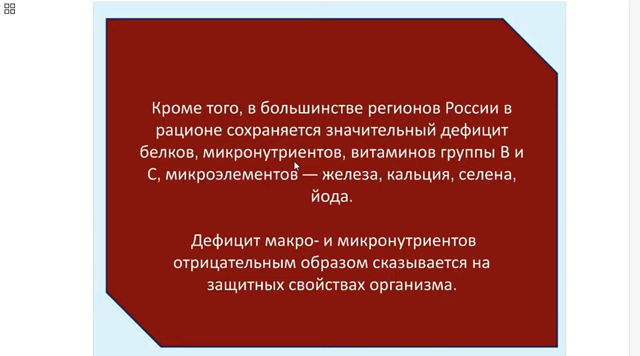 Кроме того, в большинстве регионов России в
рационе сохраняется значительный дефицит
белков, микронутриентов, витаминов группы В и
С, микроэлементов — железа, кальция, селена,
йода.
Дефицит макро- и микронутриентов
отрицательным образом сказывается на
защитных свойствах организма.